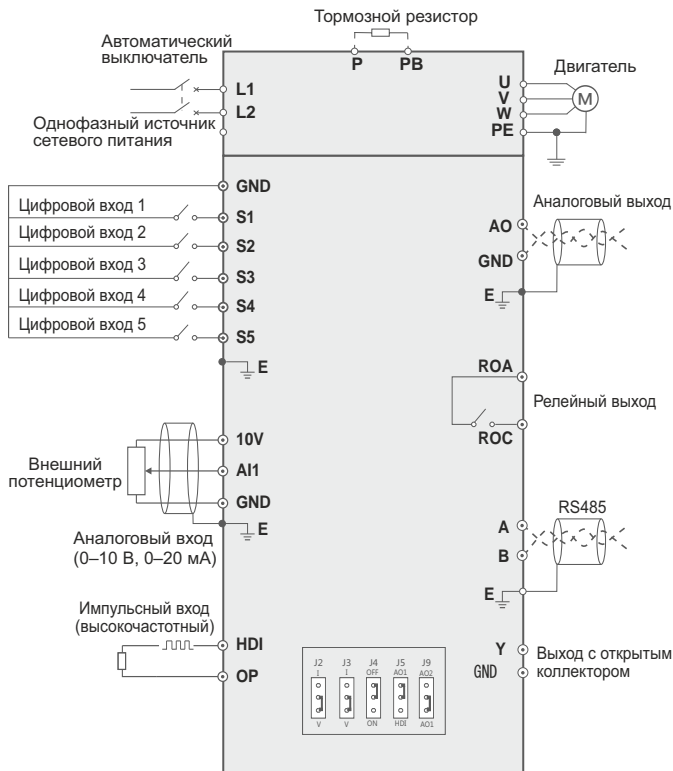 Тормозной резистор
Автоматический
выключатель
P PB
L1
L2
Однофазный источник
сетевого питания
U
V
W
PE
Двигатель
M
GND
Цифровой вход 1
S1
Цифровой вход 2
S2
Цифровой вход 3
S3
Цифровой вход 4
S4
Цифровой вход 5
S5
E
Аналоговый выход
AO
GND
E
ROA
Релейный выход
ROC
10V
Внешний
потенциометр
AI1
GND
E
Аналоговый вход
(0–10 В, 0–20 мА)
RS485
A
B
E
Импульсный вход
(высокочастотный)
HDI
OP
J2 J3 J4 J5 J9
I I OFF AO1 AO2
V V ON HDI AO1
Y
GND
Выход с открытым
коллектором